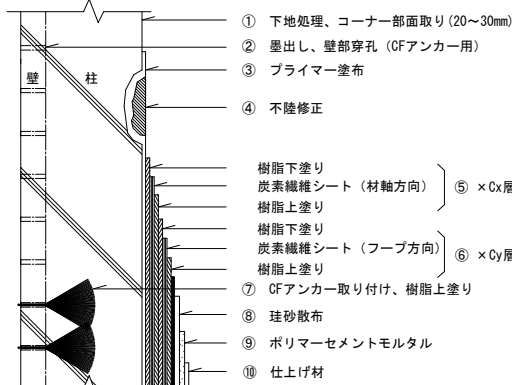 ① 下地処理、コーナー部面取り(20～30mm)
② 墨出し、壁部穿孔（CFアンカー用）
③ プライマー塗布
壁 柱
④ 不陸修正
樹脂下塗り
炭素繊維シート（材軸方向） ⑤ ×Cx層
樹脂上塗り
樹脂下塗り
炭素繊維シート（フープ方向） ⑥ ×Cy層
樹脂上塗り
⑦ CFアンカー取り付け、樹脂上塗り
⑧ 珪砂散布
⑨ ポリマーセメントモルタル
⑩ 仕上げ材